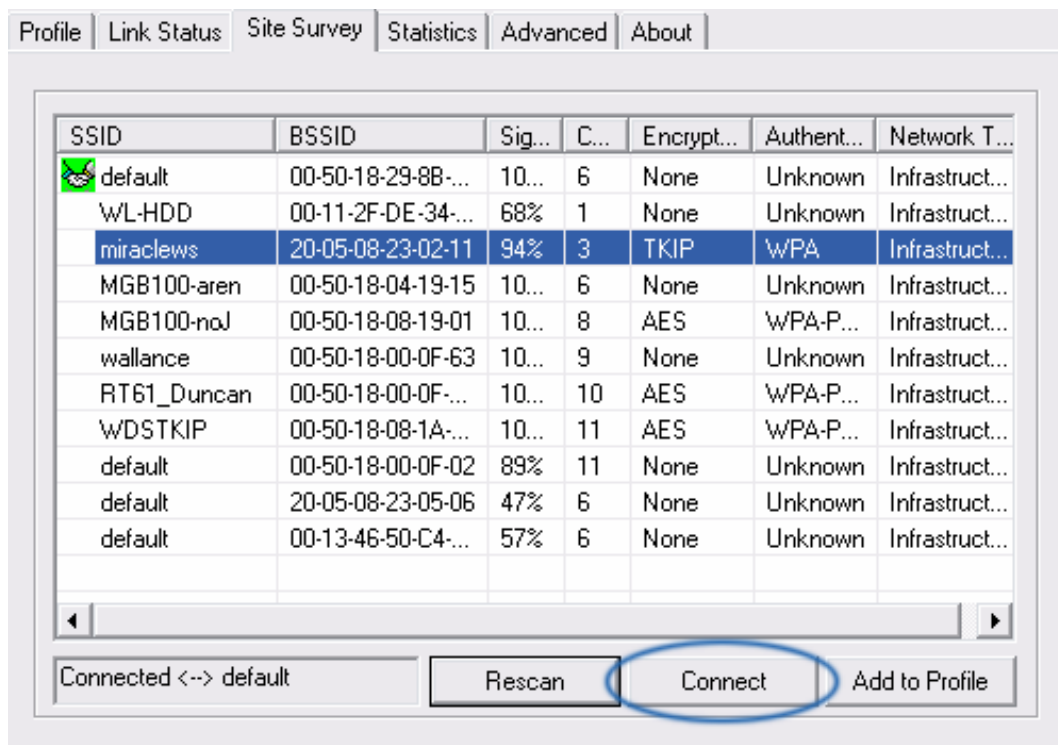 Profile Link Status Site Survey Statistics Advanced About
SSID BSSID Sig... C... Encrypt... Authent... Network T...
default 00-50-18-29-8B-... 10... 6 None Unknown Infrastruct...
WL-HDD 00-11-2F-DE-34-... 68% 1 None Unknown Infrastruct...
miraclews 20-05-08-23-02-11 94% 3 TKIP WPA Infrastruct...
MGB100-aren 00-50-18-04-19-15 10... 6 None Unknown Infrastruct...
MGB100-noJ 00-50-18-08-19-01 10... 8 AES WPA-P... Infrastruct...
wallance 00-50-18-00-0F-63 10... 9 None Unknown Infrastruct...
RT61_Duncan 00-50-18-00-0F-... 10... 10 AES WPA-P... Infrastruct...
WDSTKIP 00-50-18-08-1A-... 10... 11 AES WPA-P... Infrastruct...
default 00-50-18-00-0F-02 89% 11 None Unknown Infrastruct...
default 20-05-08-23-05-06 47% 6 None Unknown Infrastruct...
default 00-13-46-50-C4-... 57% 6 None Unknown Infrastruct...
Connected <--> default Rescan Connect Add to Profile